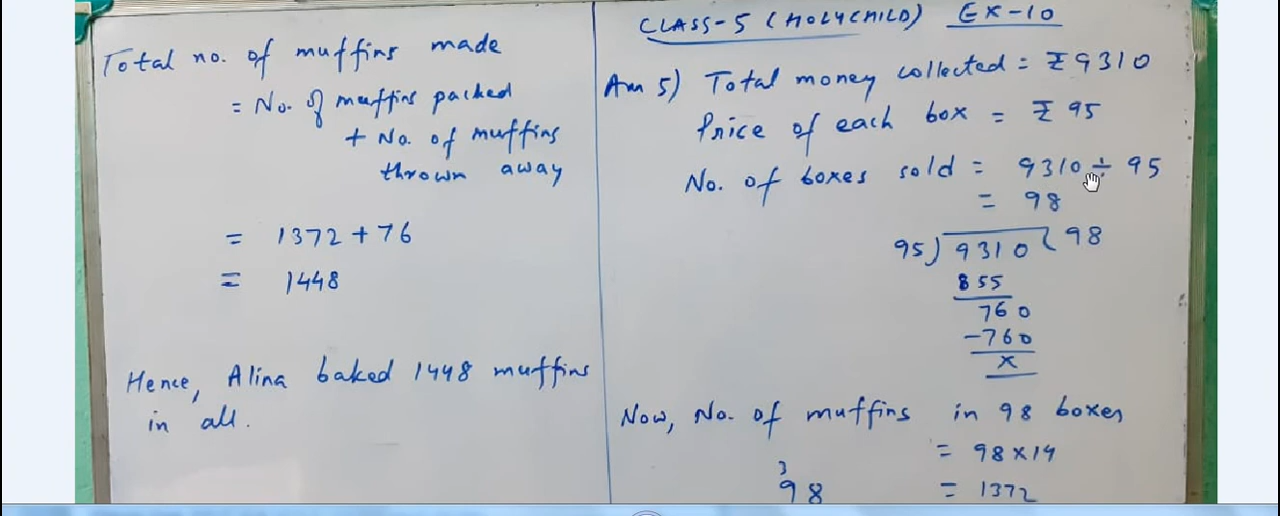 CLASS-5 (HOLYCHILD) EX-10
Ans 5) Total money collected = ₹9310
Price of each box = ₹95
No. of boxes sold = 9310 ÷ 95
= 98
95) 9310 ( 98
855
760
-760
x
Now, No. of muffins in 98 boxes
= 98 x 14
= 1372
3
98
Total no. of muffins made
= No. of muffins packed
+ No. of muffins
thrown away
= 1372 + 76
= 1448
Hence, Alina baked 1448 muffins
in all.